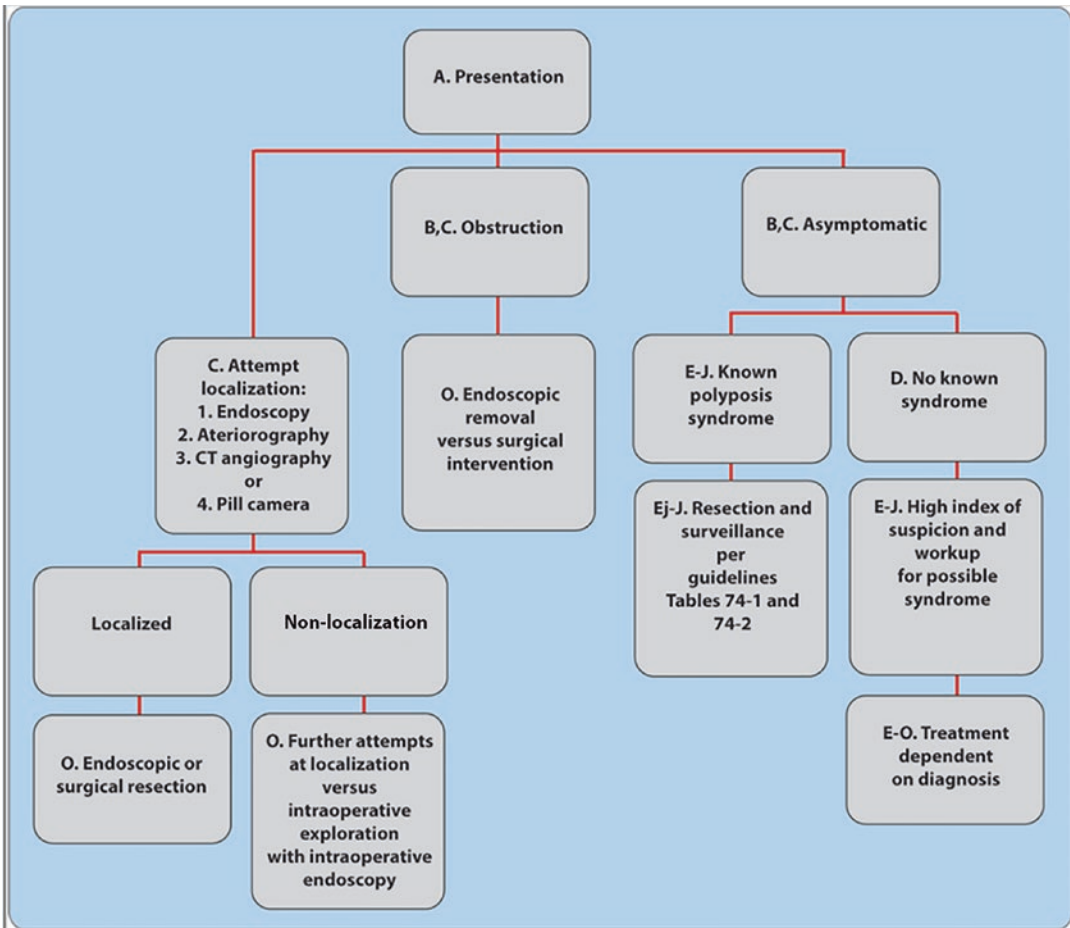 A. Presentation
B,C. Obstruction
B,C. Asymptomatic
C. Attempt
localization:
1. Endoscopy
2. Ateriorography
3. CT angiography
or
4. Pill camera
O. Endoscopic
removal
versus surgical
intervention
E-J. Known
polyposis
syndrome
D. No known
syndrome
Ej-J. Resection and
surveillance
per
guidelines
Tables 74-1 and
74-2
E-J. High index of
suspicion and
workup
for possible
syndrome
Localized
Non-localization
O. Endoscopic or
surgical resection
O. Further attempts
at localization
versus
intraoperative
exploration
with intraoperative
endoscopy
E-O. Treatment
dependent
on diagnosis